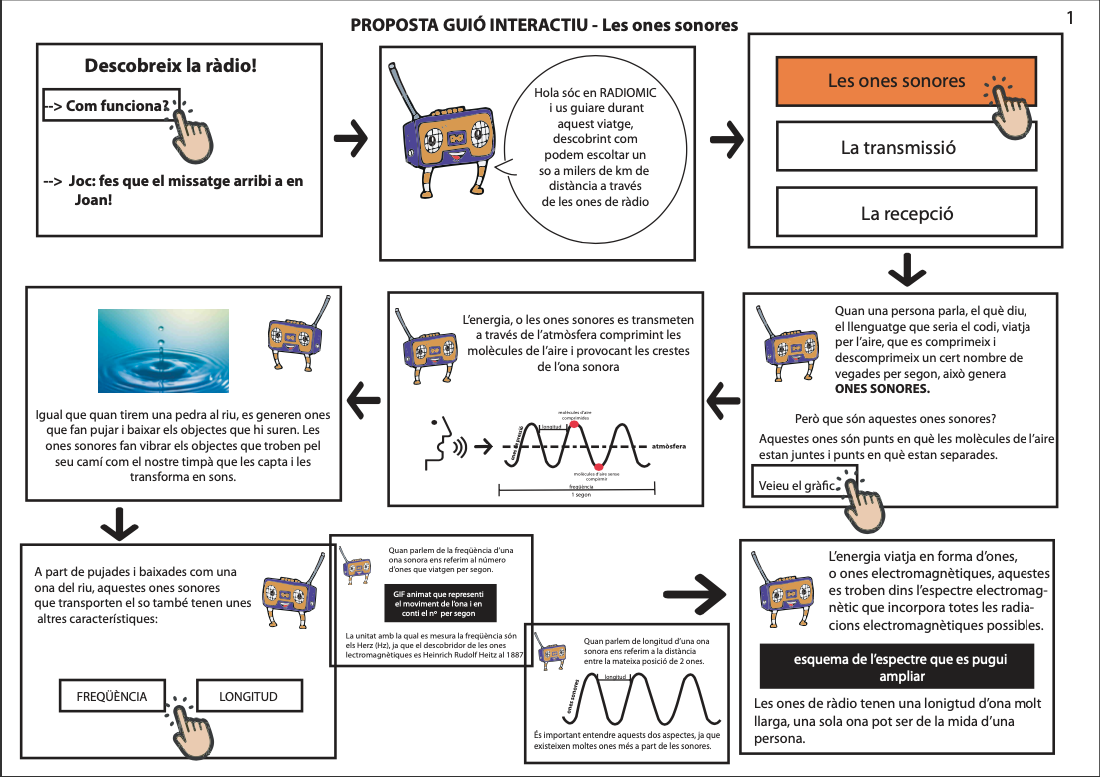 PROPOSTA GUIÓ INTERACTIU - Les ones sonores
1
Descobreix la ràdio!
--> Com funciona?
--> Joc: fes que el missatge arribi a en
Joan!
Hola sóc en RADIOMIC
i us guiare durant
aquest viatge,
descobrint com
podem escoltar un
so a milers de km de
distància a través
de les ones de ràdio
Les ones sonores
La transmissió
La recepció
Quan una persona parla, el què diu,
el llenguatge que seria el codi, viatja
per l'aire, que es comprimeix i
descomprimeix un cert nombre de
vegades per segon, això genera
ONES SONORES.
Però que són aquestes ones sonores?
Aquestes ones són punts en què les molècules de l'aire
estan juntes i punts en què estan separades.
Veieu el gràfic
L'energia, o les ones sonores es transmeten
a través de l'atmòsfera comprimint les
molècules de l'aire i provocant les crestes
de l'ona sonora
molècules d'aire
comprimides
longitud
atmòsfera
molècules d'aire sense
comprimir
freqüència
1 segon
Igual que quan tirem una pedra al riu, es generen ones
que fan pujar i baixar els objectes que hi suren. Les
ones sonores fan vibrar els objectes que troben pel
seu camí com el nostre timpà que les capta i les
transforma en sons.
A part de pujades i baixades com una
ona del riu, aquestes ones sonores
que transporten el so també tenen unes
altres característiques:
FREQÜÈNCIA
LONGITUD
Quan parlem de la freqüència d'una
ona sonora ens referim al número
d'ones que viatgen per segon.
GIF animat que representi
el moviment de l'ona i en
conti el nº per segon
La unitat amb la qual es mesura la freqüència són
els Herz (Hz), ja que el descobridor de les ones
lectromagnètiques es Heinrich Rudolf Heitz al 1887
Quan parlem de longitud d'una ona
sonora ens referim a la distància
entre la mateixa posició de 2 ones.
longitud
ones sonores
És important entendre aquests dos aspectes, ja que
existeixen moltes ones més a part de les sonores.
L'energia viatja en forma d'ones,
o ones electromagnètiques, aquestes
es troben dins l'espectre electromag-
nètic que incorpora totes les radia-
cions electromagnètiques possibles.
esquema de l'espectre que es pugui
ampliar
Les ones de ràdio tenen una lonigtud d'ona molt
llarga, una sola ona pot ser de la mida d'una
persona.